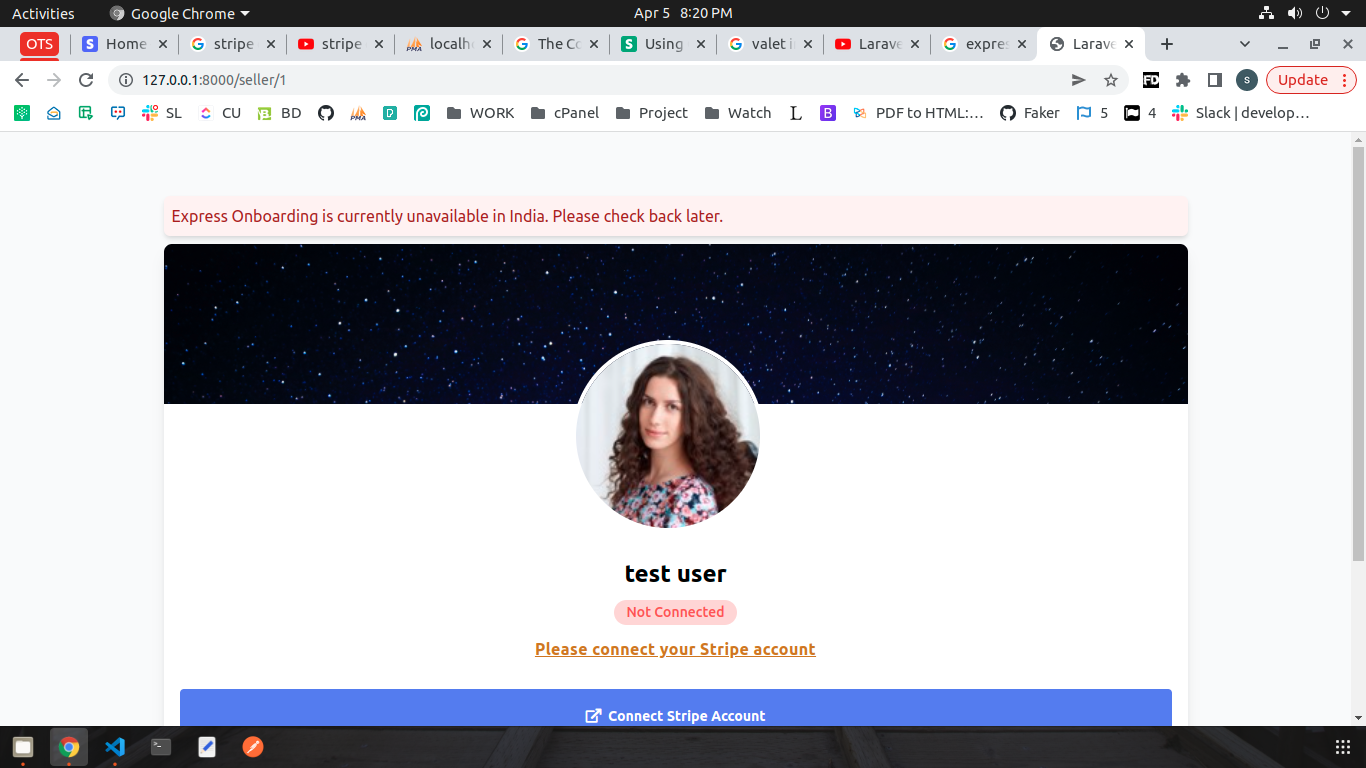 Activities
Google Chrome
Apr 5 8:20 PM
OTS
Home
stripe
stripe
localh
The Co
Using
valet i
Larave
expres
Larave
127.0.0.1:8000/seller/1
FD
s
Update
SL
CU
BD
PMA
WORK
cPanel
Project
Watch
L
B
PDF to HTML:...
Faker
5
4
Slack | develop...
Express Onboarding is currently unavailable in India. Please check back later.
test user
Not Connected
Please connect your Stripe account
Connect Stripe Account